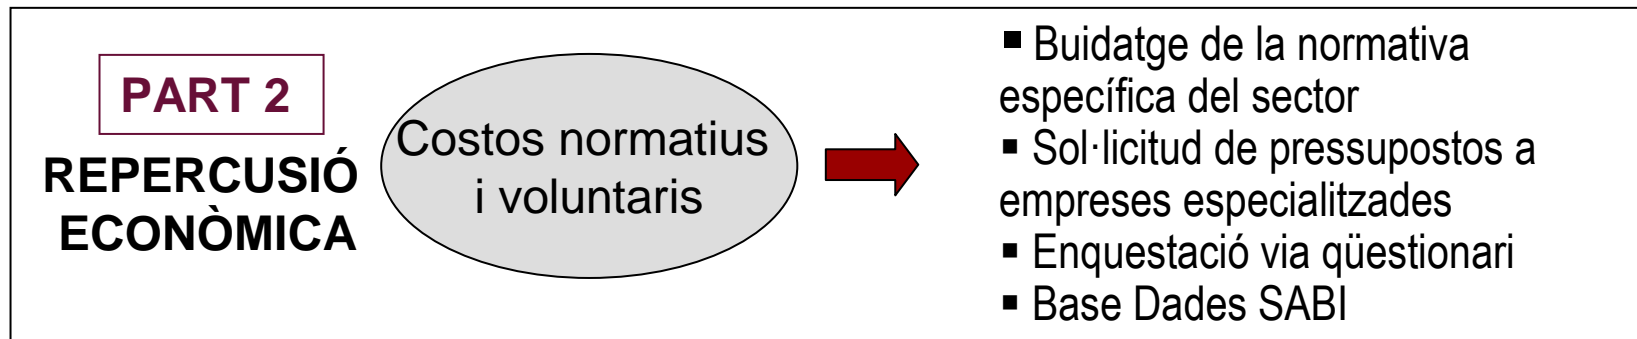 PART 2
REPERCUSIÓ
ECONÒMICA
Costos normatius
i voluntaris
▪ Buidatge de la normativa
específica del sector
▪ Sol·licitud de pressupostos a
empreses especialitzades
▪ Enquestació via qüestionari
▪ Base Dades SABI